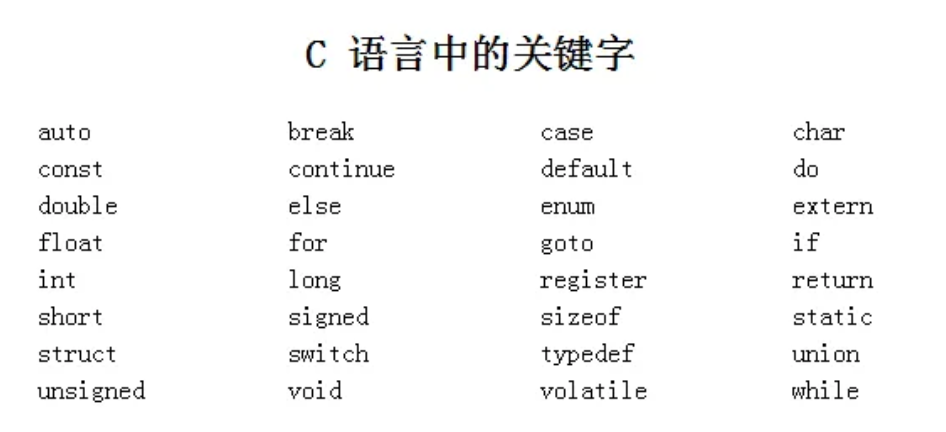 C 语言中的关键字
auto break case char
const continue default do
double else enum extern
float for goto if
int long register return
short signed sizeof static
struct switch typedef union
unsigned void volatile while